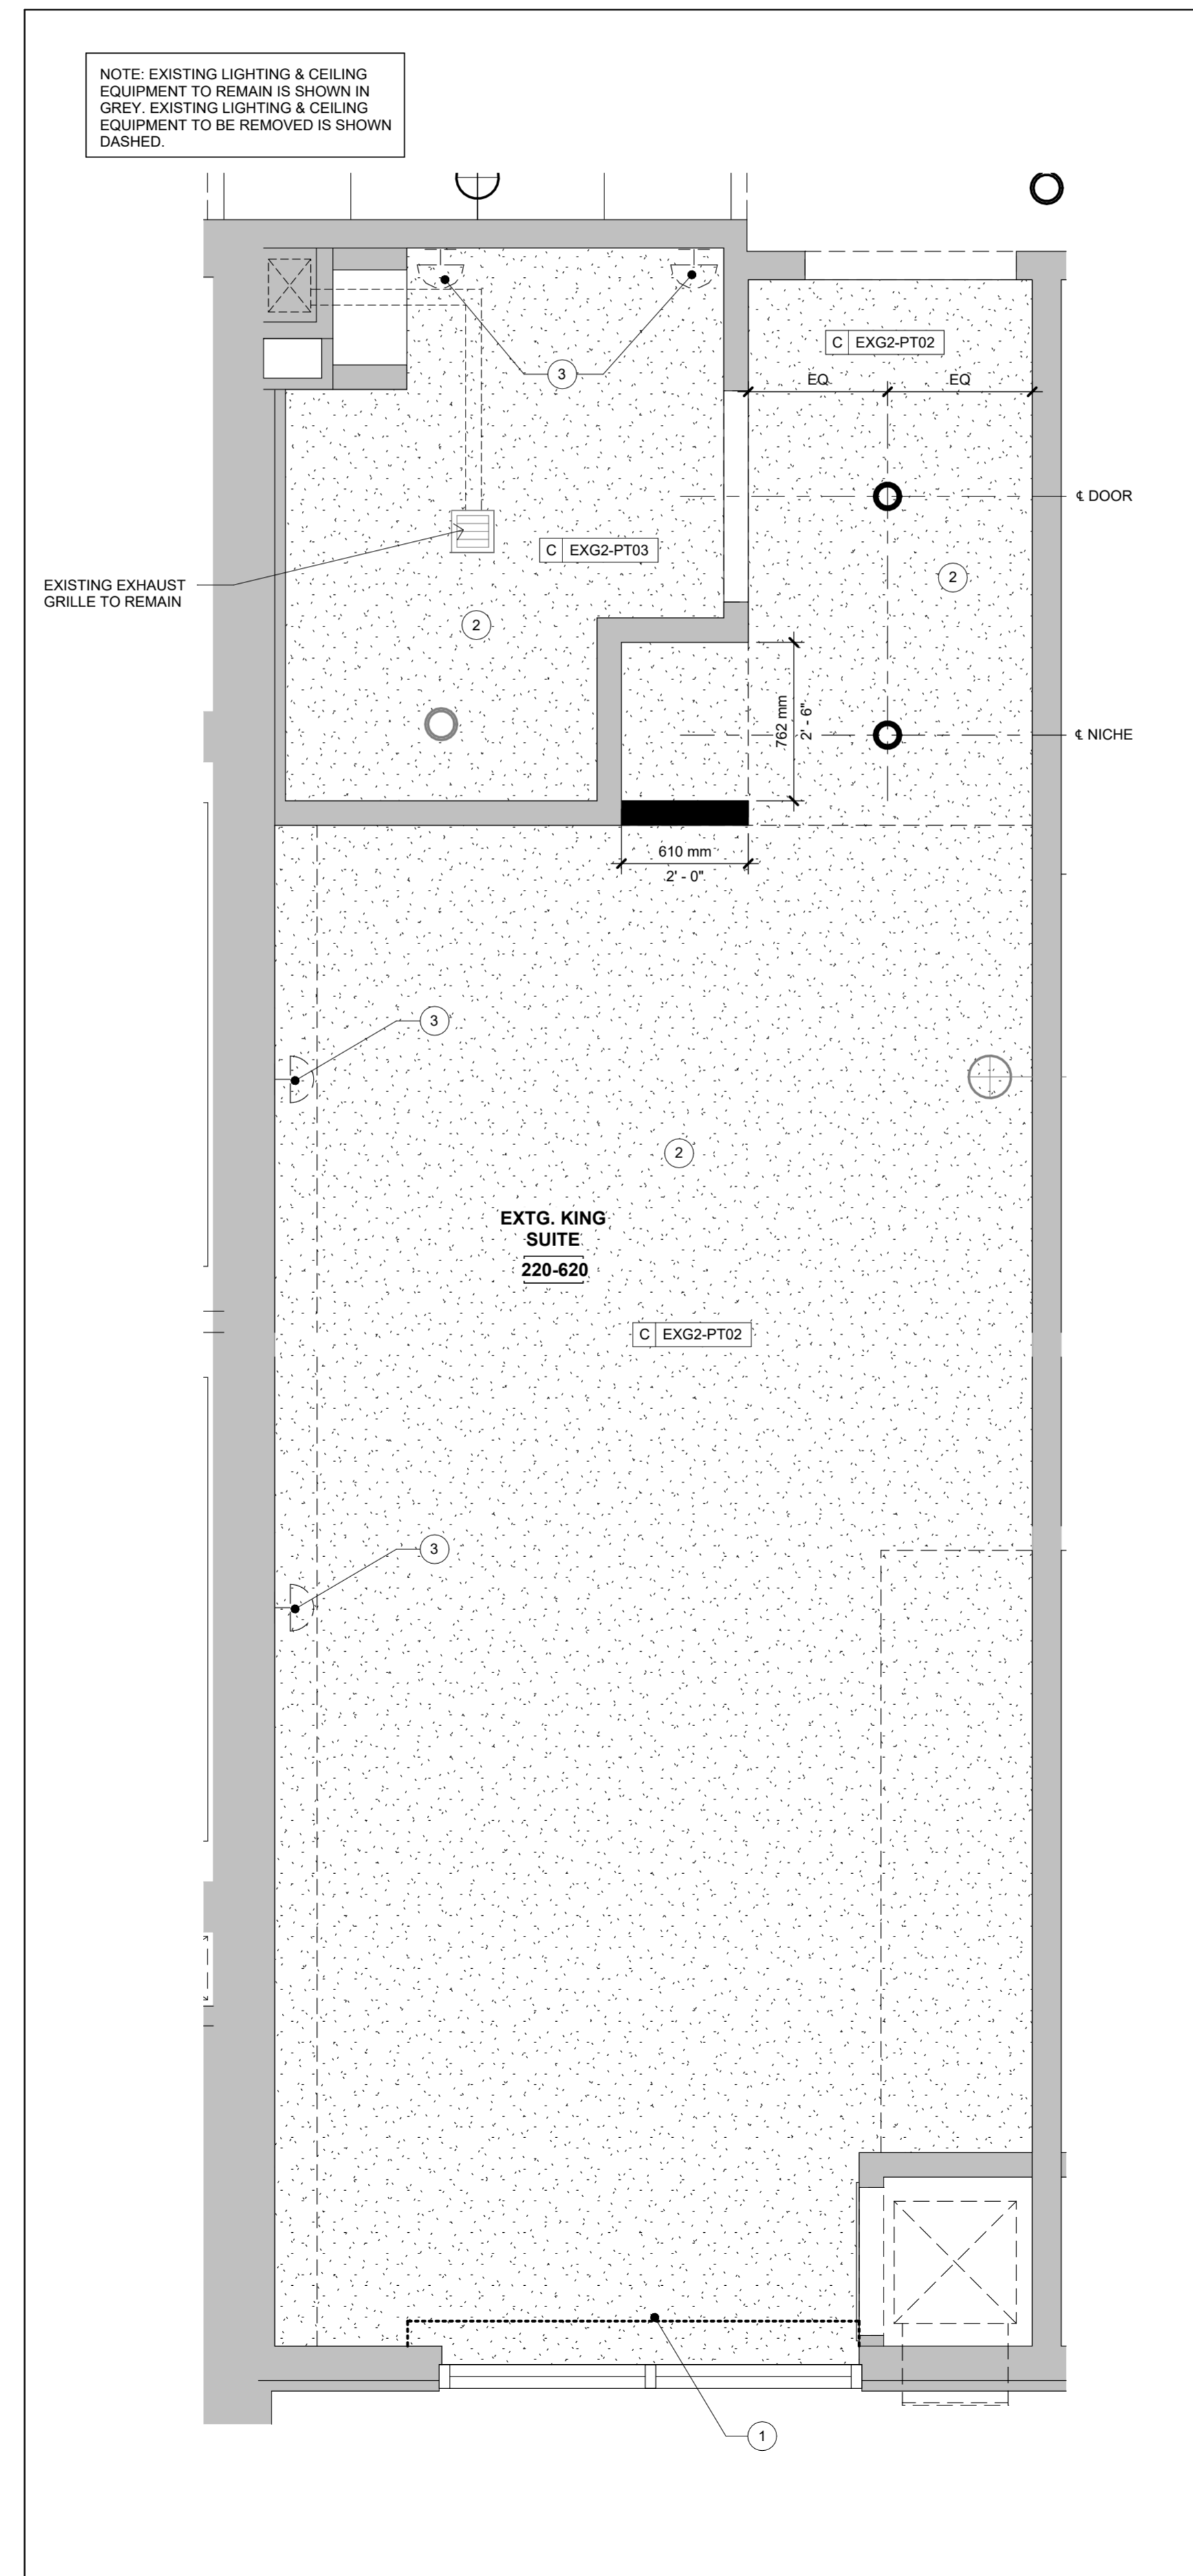 NOTE: EXISTING LIGHTING & CEILING
EQUIPMENT TO REMAIN IS SHOWN IN
GREY. EXISTING LIGHTING & CEILING
EQUIPMENT TO BE REMOVED IS SHOWN
DASHED.
C EXG2-PT02
3
EQ EQ
℄ DOOR
C EXG2-PT03
2
EXISTING EXHAUST
GRILLE TO REMAIN
2
762 mm
2' - 6"
℄ NICHE
610 mm
2' - 0"
3
2
EXTG. KING
SUITE
220-620
C EXG2-PT02
3
1